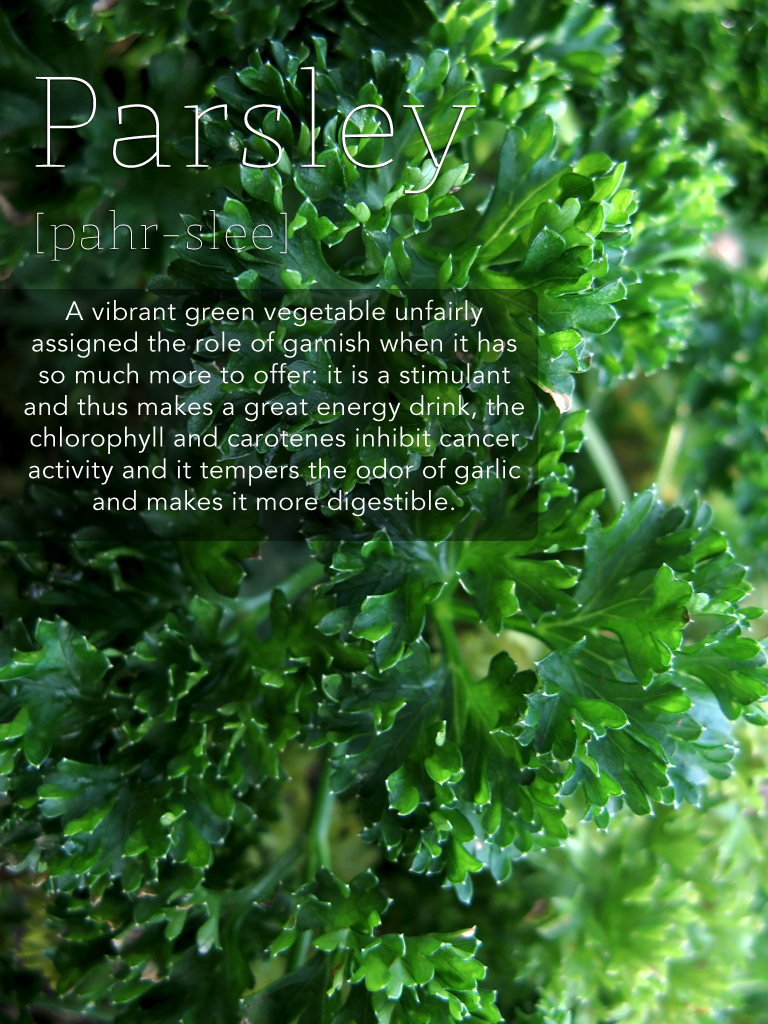 Parsley
[pahr-slee]
A vibrant green vegetable unfairly
assigned the role of garnish when it has
so much more to offer: it is a stimulant
and thus makes a great energy drink, the
chlorophyll and carotenes inhibit cancer
activity and it tempers the odor of garlic
and makes it more digestible.